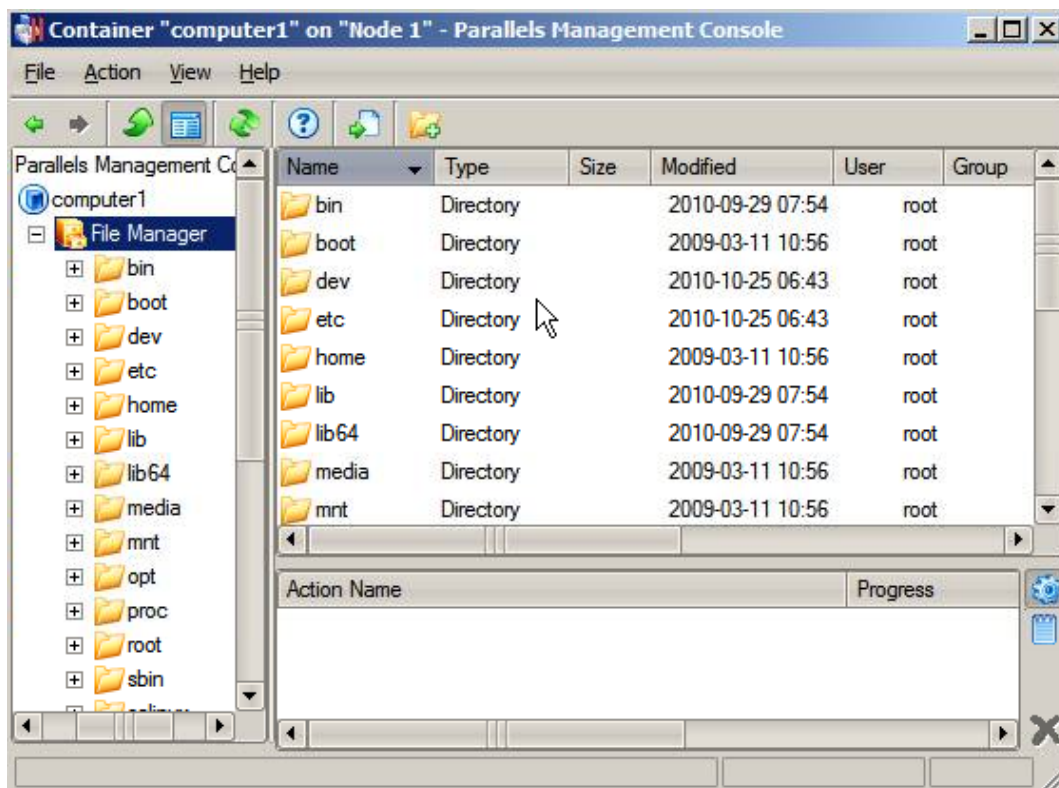 Container "computer1" on "Node 1" - Parallels Management Console
File Action View Help
Parallels Management Co
computer1
File Manager
bin
boot
dev
etc
home
lib
lib64
media
mnt
opt
proc
root
sbin
Name Type Size Modified User Group
bin Directory 2010-09-29 07:54 root
boot Directory 2009-03-11 10:56 root
dev Directory 2010-10-25 06:43 root
etc Directory 2010-10-25 06:43 root
home Directory 2009-03-11 10:56 root
lib Directory 2010-09-29 07:54 root
lib64 Directory 2010-09-29 07:54 root
media Directory 2009-03-11 10:56 root
mnt Directory 2009-03-11 10:56 root
Action Name Progress